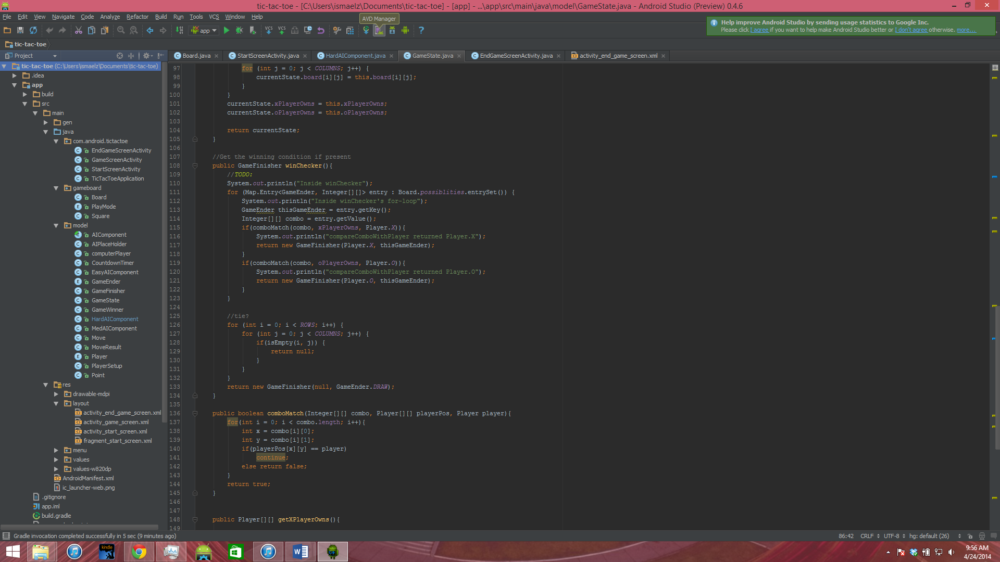 tic-tac-toe - [C:\Users\ismaelz\Documents\tic-tac-toe] - [app] - ...\app\src\main\java\model\GameState.java - Android Studio (Preview) 0.4.6
File Edit View Navigate Code Analyze Refactor Build Run Tools VCS Window Help
AVD Manager
Help improve Android Studio by sending usage statistics to Google Inc.
Please click I agree if you want to help make Android Studio better or I don't agree otherwise. more...
app
VCS VCS
tic-tac-toe
Project
Board.java StartScreenActivity.java HardAIComponent.java GameState.java EndGameScreenActivity.java activity_end_game_screen.xml
tic-tac-toe (C:\Users\ismaelz\Documents\tic-tac-toe)
.idea
app
build
src
main
gen
java
com.android.tictactoe
EndGameScreenActivity
GameScreenActivity
StartScreenActivity
TicTacToeApplication
gameboard
Board
PlayMode
Square
model
AIComponent
AIPlaceHolder
computerPlayer
CountdownTimer
EasyAIComponent
GameEnder
GameFinisher
GameState
GameWinner
HardAIComponent
MedAIComponent
Move
MoveResult
Player
PlayerSetup
Point
res
drawable-mdpi
layout
activity_end_game_screen.xml
activity_game_screen.xml
activity_start_screen.xml
fragment_start_screen.xml
menu
values
values-w820dp
AndroidManifest.xml
ic_launcher-web.png
.gitignore
app.iml
build.gradle
97 for (int j = 0; j < COLUMNS; j++) {
98 currentState.board[i][j] = this.board[i][j];
99 }
100 }
101 currentState.xPlayerOwns = this.xPlayerOwns;
102 currentState.oPlayerOwns = this.oPlayerOwns;
103
104 return currentState;
105 }
106
107 //Get the winning condition if present
108 public GameFinisher winChecker(){
109 //TODO:
110 System.out.println("Inside winChecker");
111 for (Map.Entry<GameEnder, Integer[][]> entry : Board.possiblities.entrySet()) {
112 System.out.println("Inside winChecker's for-loop");
113 GameEnder thisGameEnder = entry.getKey();
114 Integer[][] combo = entry.getValue();
115 if(comboMatch(combo, xPlayerOwns, Player.X)){
116 System.out.println("compareComboWithPlayer returned Player.X");
117 return new GameFinisher(Player.X, thisGameEnder);
118 }
119 if(comboMatch(combo, oPlayerOwns, Player.O)){
120 System.out.println("compareComboWithPlayer returned Player.O");
121 return new GameFinisher(Player.O, thisGameEnder);
122 }
123 }
124
125 //tie?
126 for (int i = 0; i < ROWS; i++) {
127 for (int j = 0; j < COLUMNS; j++) {
128 if(isEmpty(i, j)) {
129 return null;
130 }
131 }
132 }
133 return new GameFinisher(null, GameEnder.DRAW);
134 }
135
136 public boolean comboMatch(Integer[][] combo, Player[][] playerPos, Player player){
137 for(int i = 0; i < combo.length; i++){
138 int x = combo[i][0];
139 int y = combo[i][1];
140 if(playerPos[x][y] == player)
141 continue;
142 else return false;
143 }
144 return true;
145 }
146
147
148 public Player[][] getXPlayerOwns(){
149
Gradle invocation completed successfully in 5 sec (9 minutes ago)
86:42 CRLF UTF-8 hg: default (26)
kindle
9:56 AM
4/24/2014